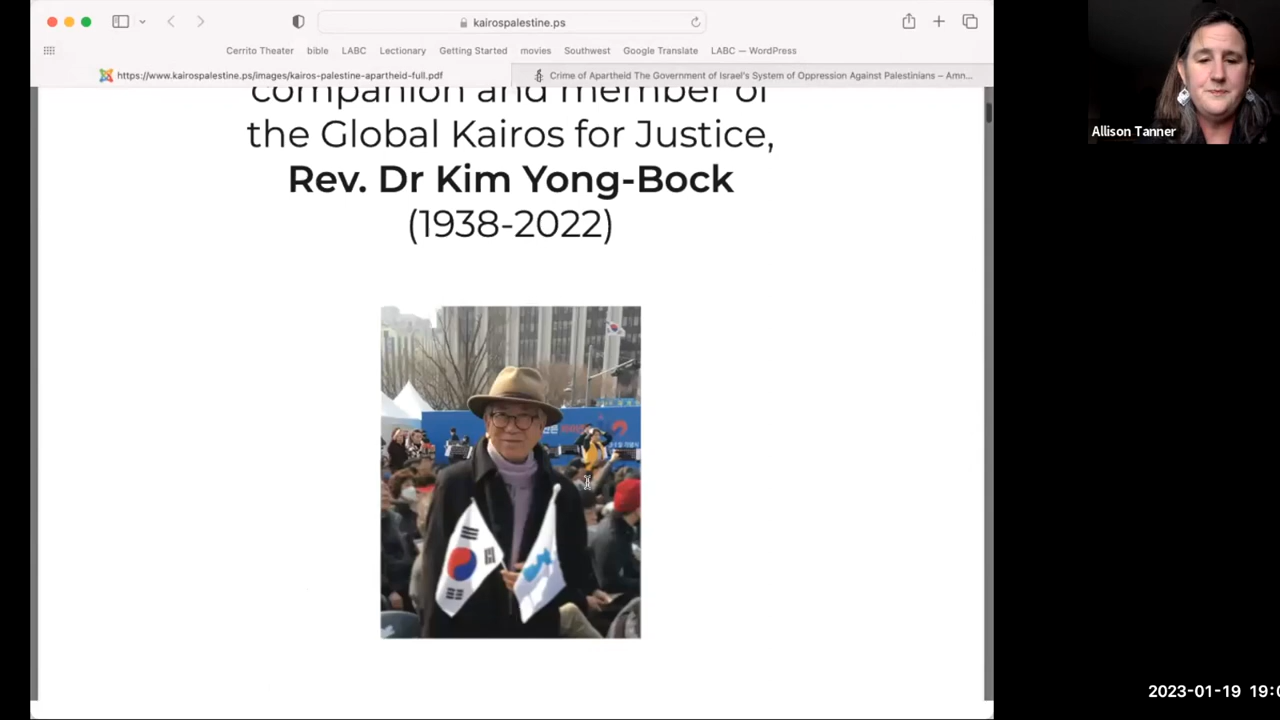 kairospalestine.ps
Cerrito Theater bible LABC Lectionary Getting Started movies Southwest Google Translate LABC — WordPress
https://www.kairospalestine.ps/images/kairos-palestine-apartheid-full.pdf
Crime of Apartheid The Government of Israel's System of Oppression Against Palestinians – Amn...
companion and member of
the Global Kairos for Justice,
Rev. Dr Kim Yong-Bock
(1938-2022)
Allison Tanner
2023-01-19 19:0